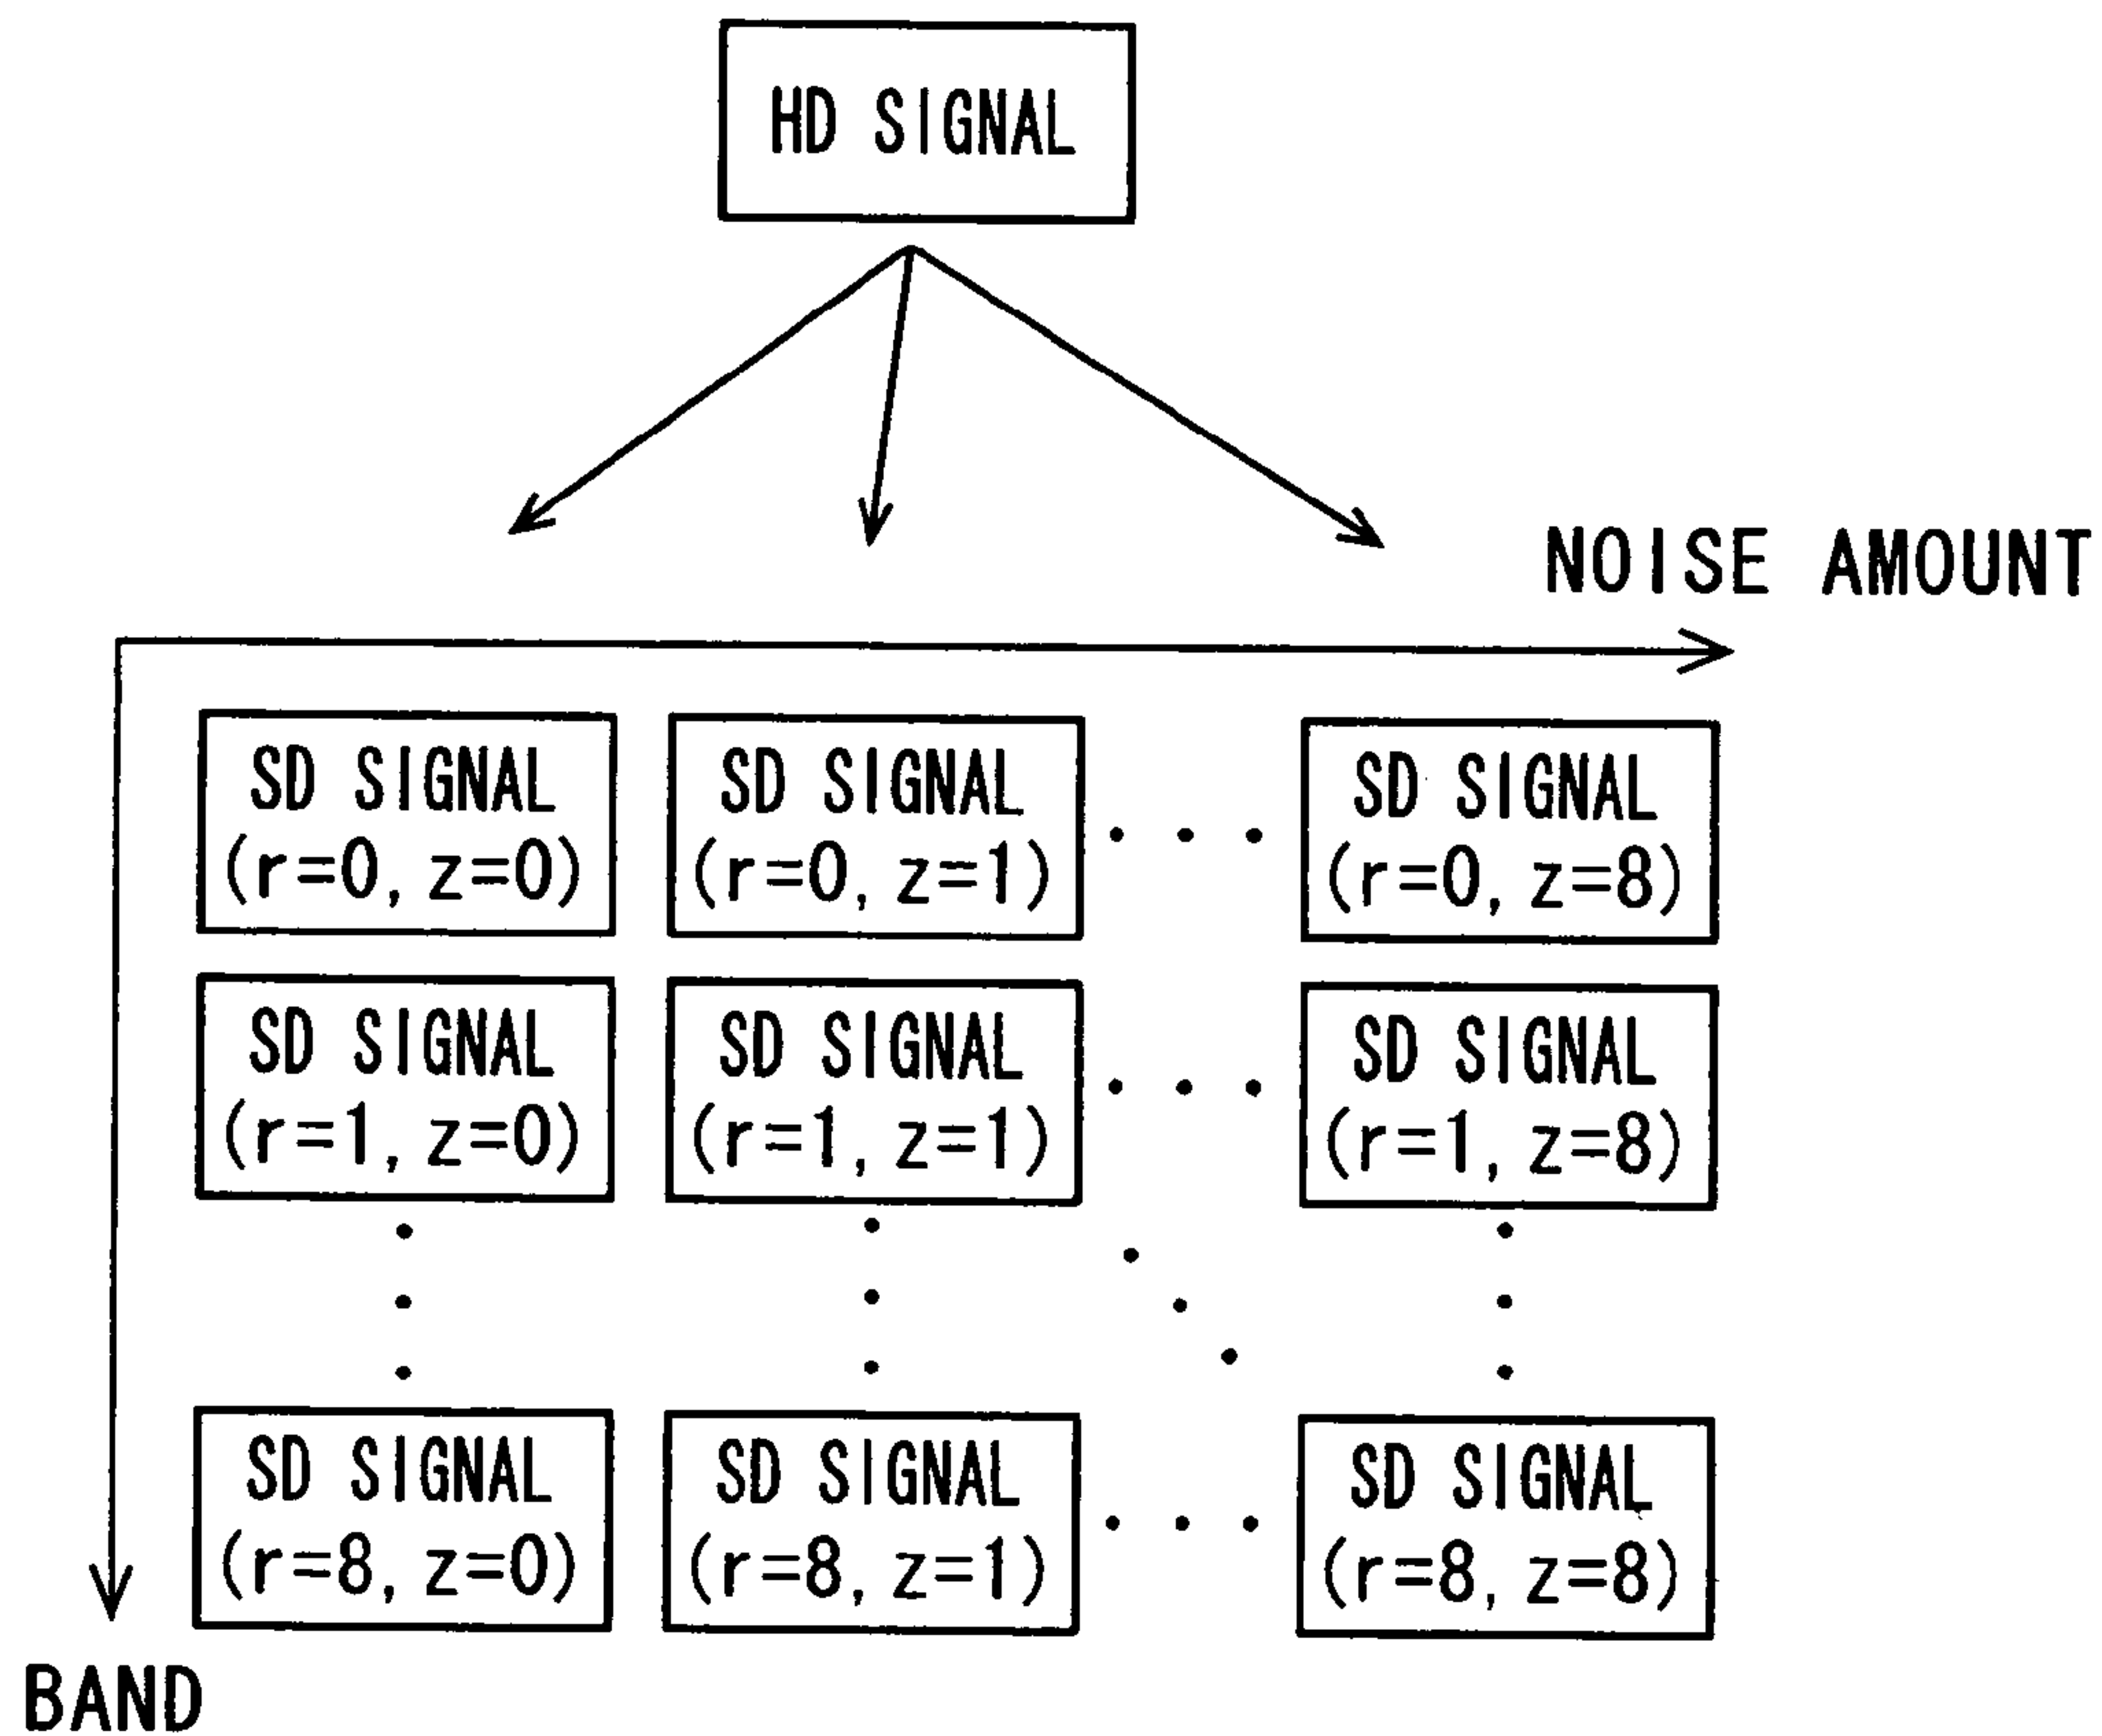 HD SIGNAL
NOISE AMOUNT
SD SIGNAL
(r=0, z=0)
SD SIGNAL
(r=0, z=1)
SD SIGNAL
(r=0, z=8)
SD SIGNAL
(r=1, z=0)
SD SIGNAL
(r=1, z=1)
SD SIGNAL
(r=1, z=8)
SD SIGNAL
(r=8, z=0)
SD SIGNAL
(r=8, z=1)
SD SIGNAL
(r=8, z=8)
BAND